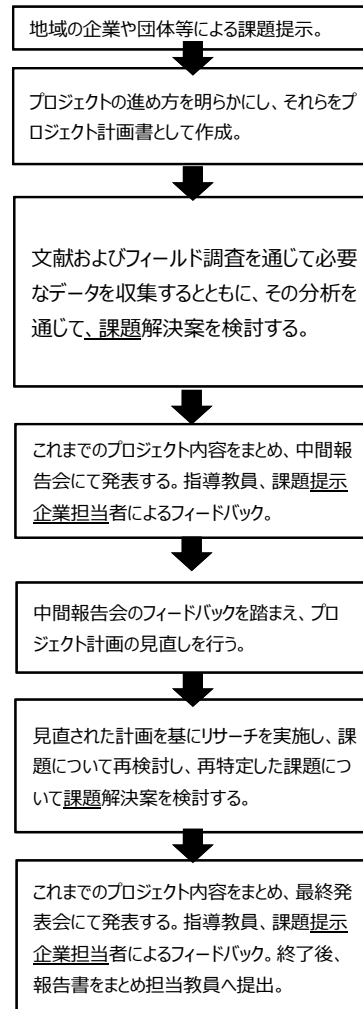 地域の企業や団体等による課題提示。
プロジェクトの進め方を明らかにし、それらをプ
ロジェクト計画書として作成。
文献およびフィールド調査を通じて必要
なデータを収集するとともに、その分析を
通じて、課題解決案を検討する。
これまでのプロジェクト内容をまとめ、中間報
告会にて発表する。指導教員、課題提示
企業担当者によるフィードバック。
中間報告会のフィードバックを踏まえ、プロ
ジェクト計画の見直しを行う。
見直された計画を基にリサーチを実施し、課
題について再検討し、再特定した課題につ
いて課題解決案を検討する。
これまでのプロジェクト内容をまとめ、最終発
表会にて発表する。指導教員、課題提示
企業担当者によるフィードバック。終了後、
報告書をまとめ担当教員へ提出。